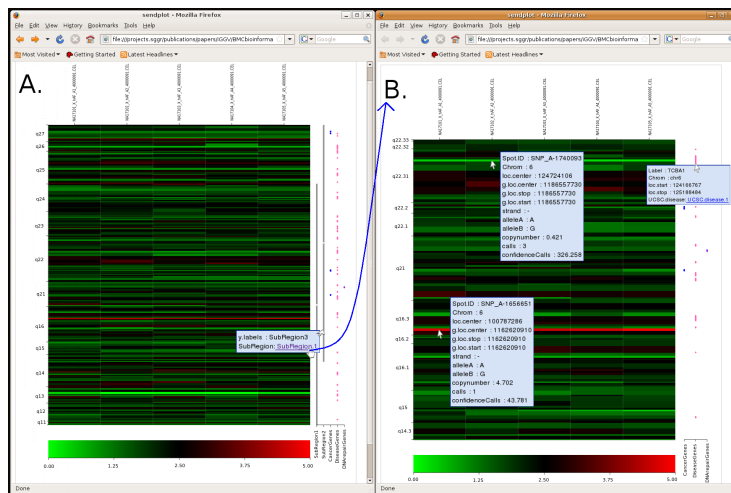 sendplot - Mozilla Firefox
File Edit View History Bookmarks Tools Help
file:///projects.sggr/publications/papers/IGGV/BMCbioinforma
Google
Most Visited Getting Started Latest Headlines
A.
q27
q26
q25
q24
q23
q22
q21
q16
q15
q14
q13
q12
q11
y.labels : SubRegion3
SubRegion: SubRegion 1
SubRegion1
SubRegion2
CancerGenes
DiseaseGenes
DNArepairGenes
0.00 1.25 2.50 3.75 5.00
Done
sendplot - Mozilla Firefox
File Edit View History Bookmarks Tools Help
file:///projects.sggr/publications/papers/IGGV/BMCbioinforma
Google
Most Visited Getting Started Latest Headlines
B.
q22.33
q22.32
q22.31
q22.2
q22.1
q21
q16.3
q16.2
q16.1
q15
q14.3
Spot.ID : SNP_A-1740093
Chrom : 6
loc.center : 124724106
g.loc.center : 1186557730
g.loc.stop : 1186557730
g.loc.start : 1186557730
strand : -
alleleA : A
alleleB : G
copynumber : 0.421
calls : 3
confidenceCalls : 326.258
Label : TCBA1
Chrom : chr6
loc.start : 124166767
loc.stop : 125188484
UCSC.disease: UCSC.disease.1
Spot.ID : SNP_A-1656651
Chrom : 6
loc.center : 100787286
g.loc.center : 1162620910
g.loc.stop : 1162620910
g.loc.start : 1162620910
strand : -
alleleA : A
alleleB : G
copynumber : 4.702
calls : 1
confidenceCalls : 43.781
CancerGenes
DiseaseGenes
DNArepairGenes
0.00 1.25 2.50 3.75 5.00
Done